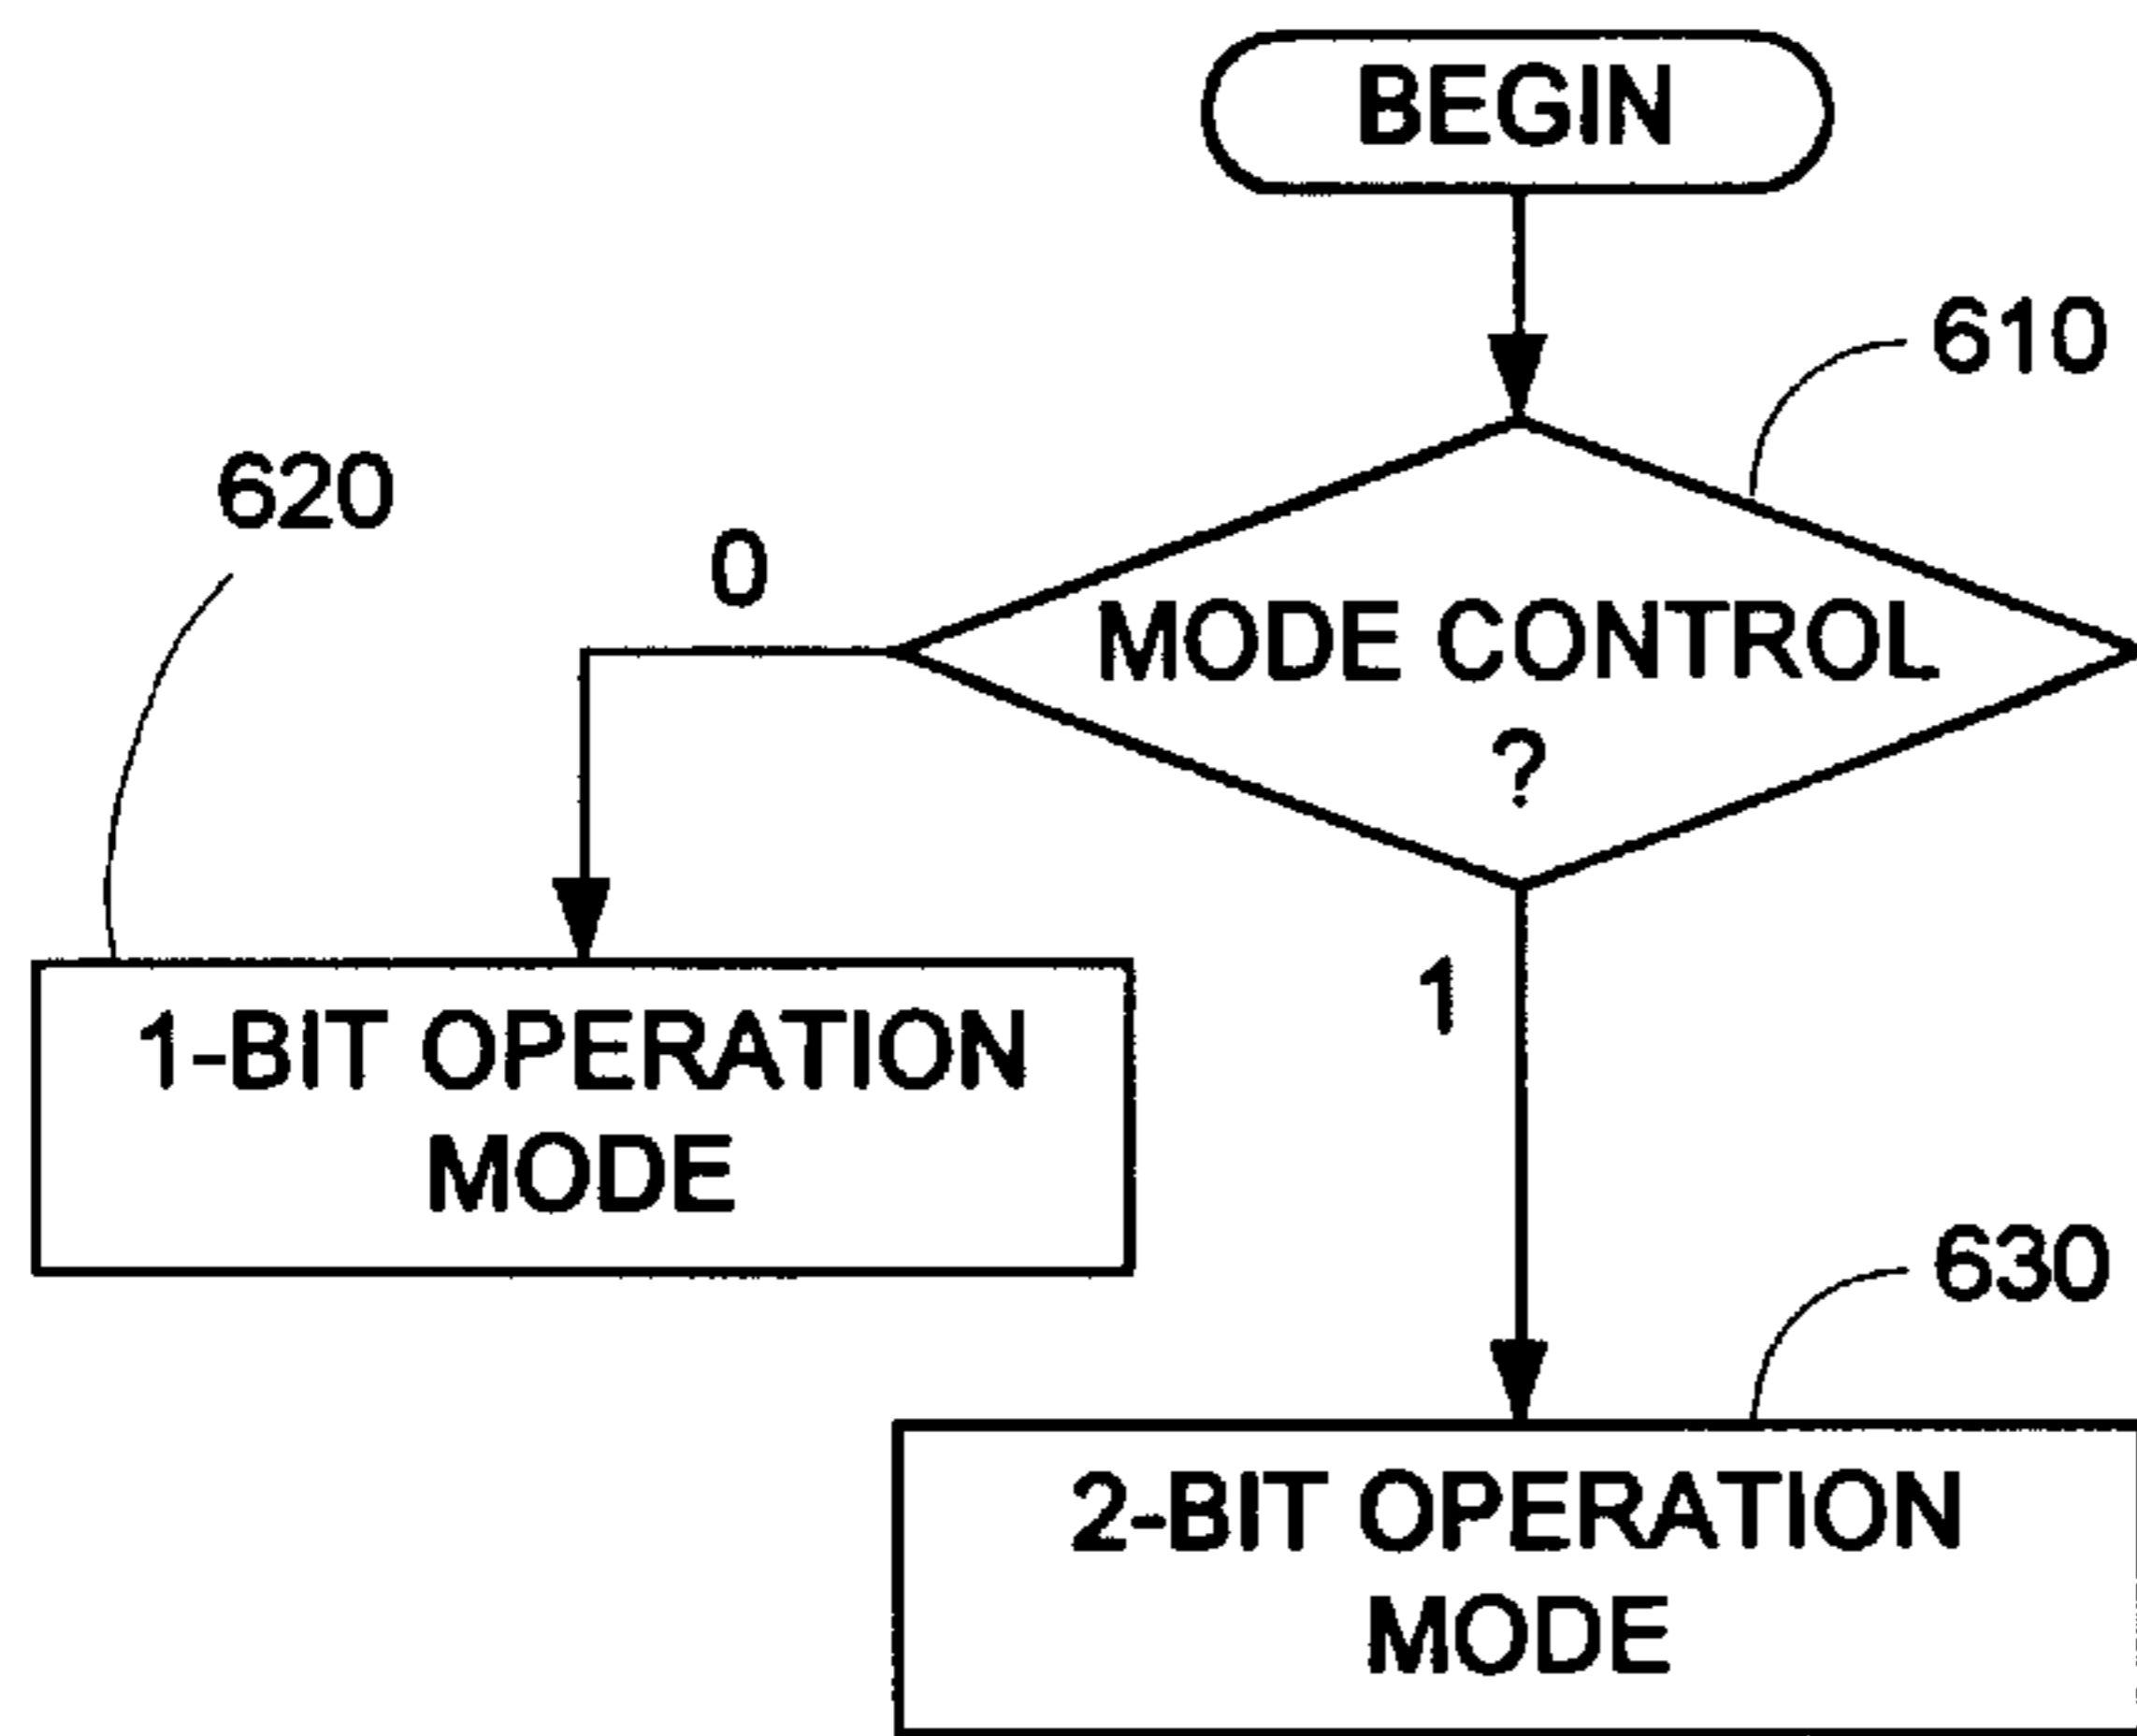 BEGIN
610
620
0
MODE CONTROL
?
1
1-BIT OPERATION
MODE
630
2-BIT OPERATION
MODE